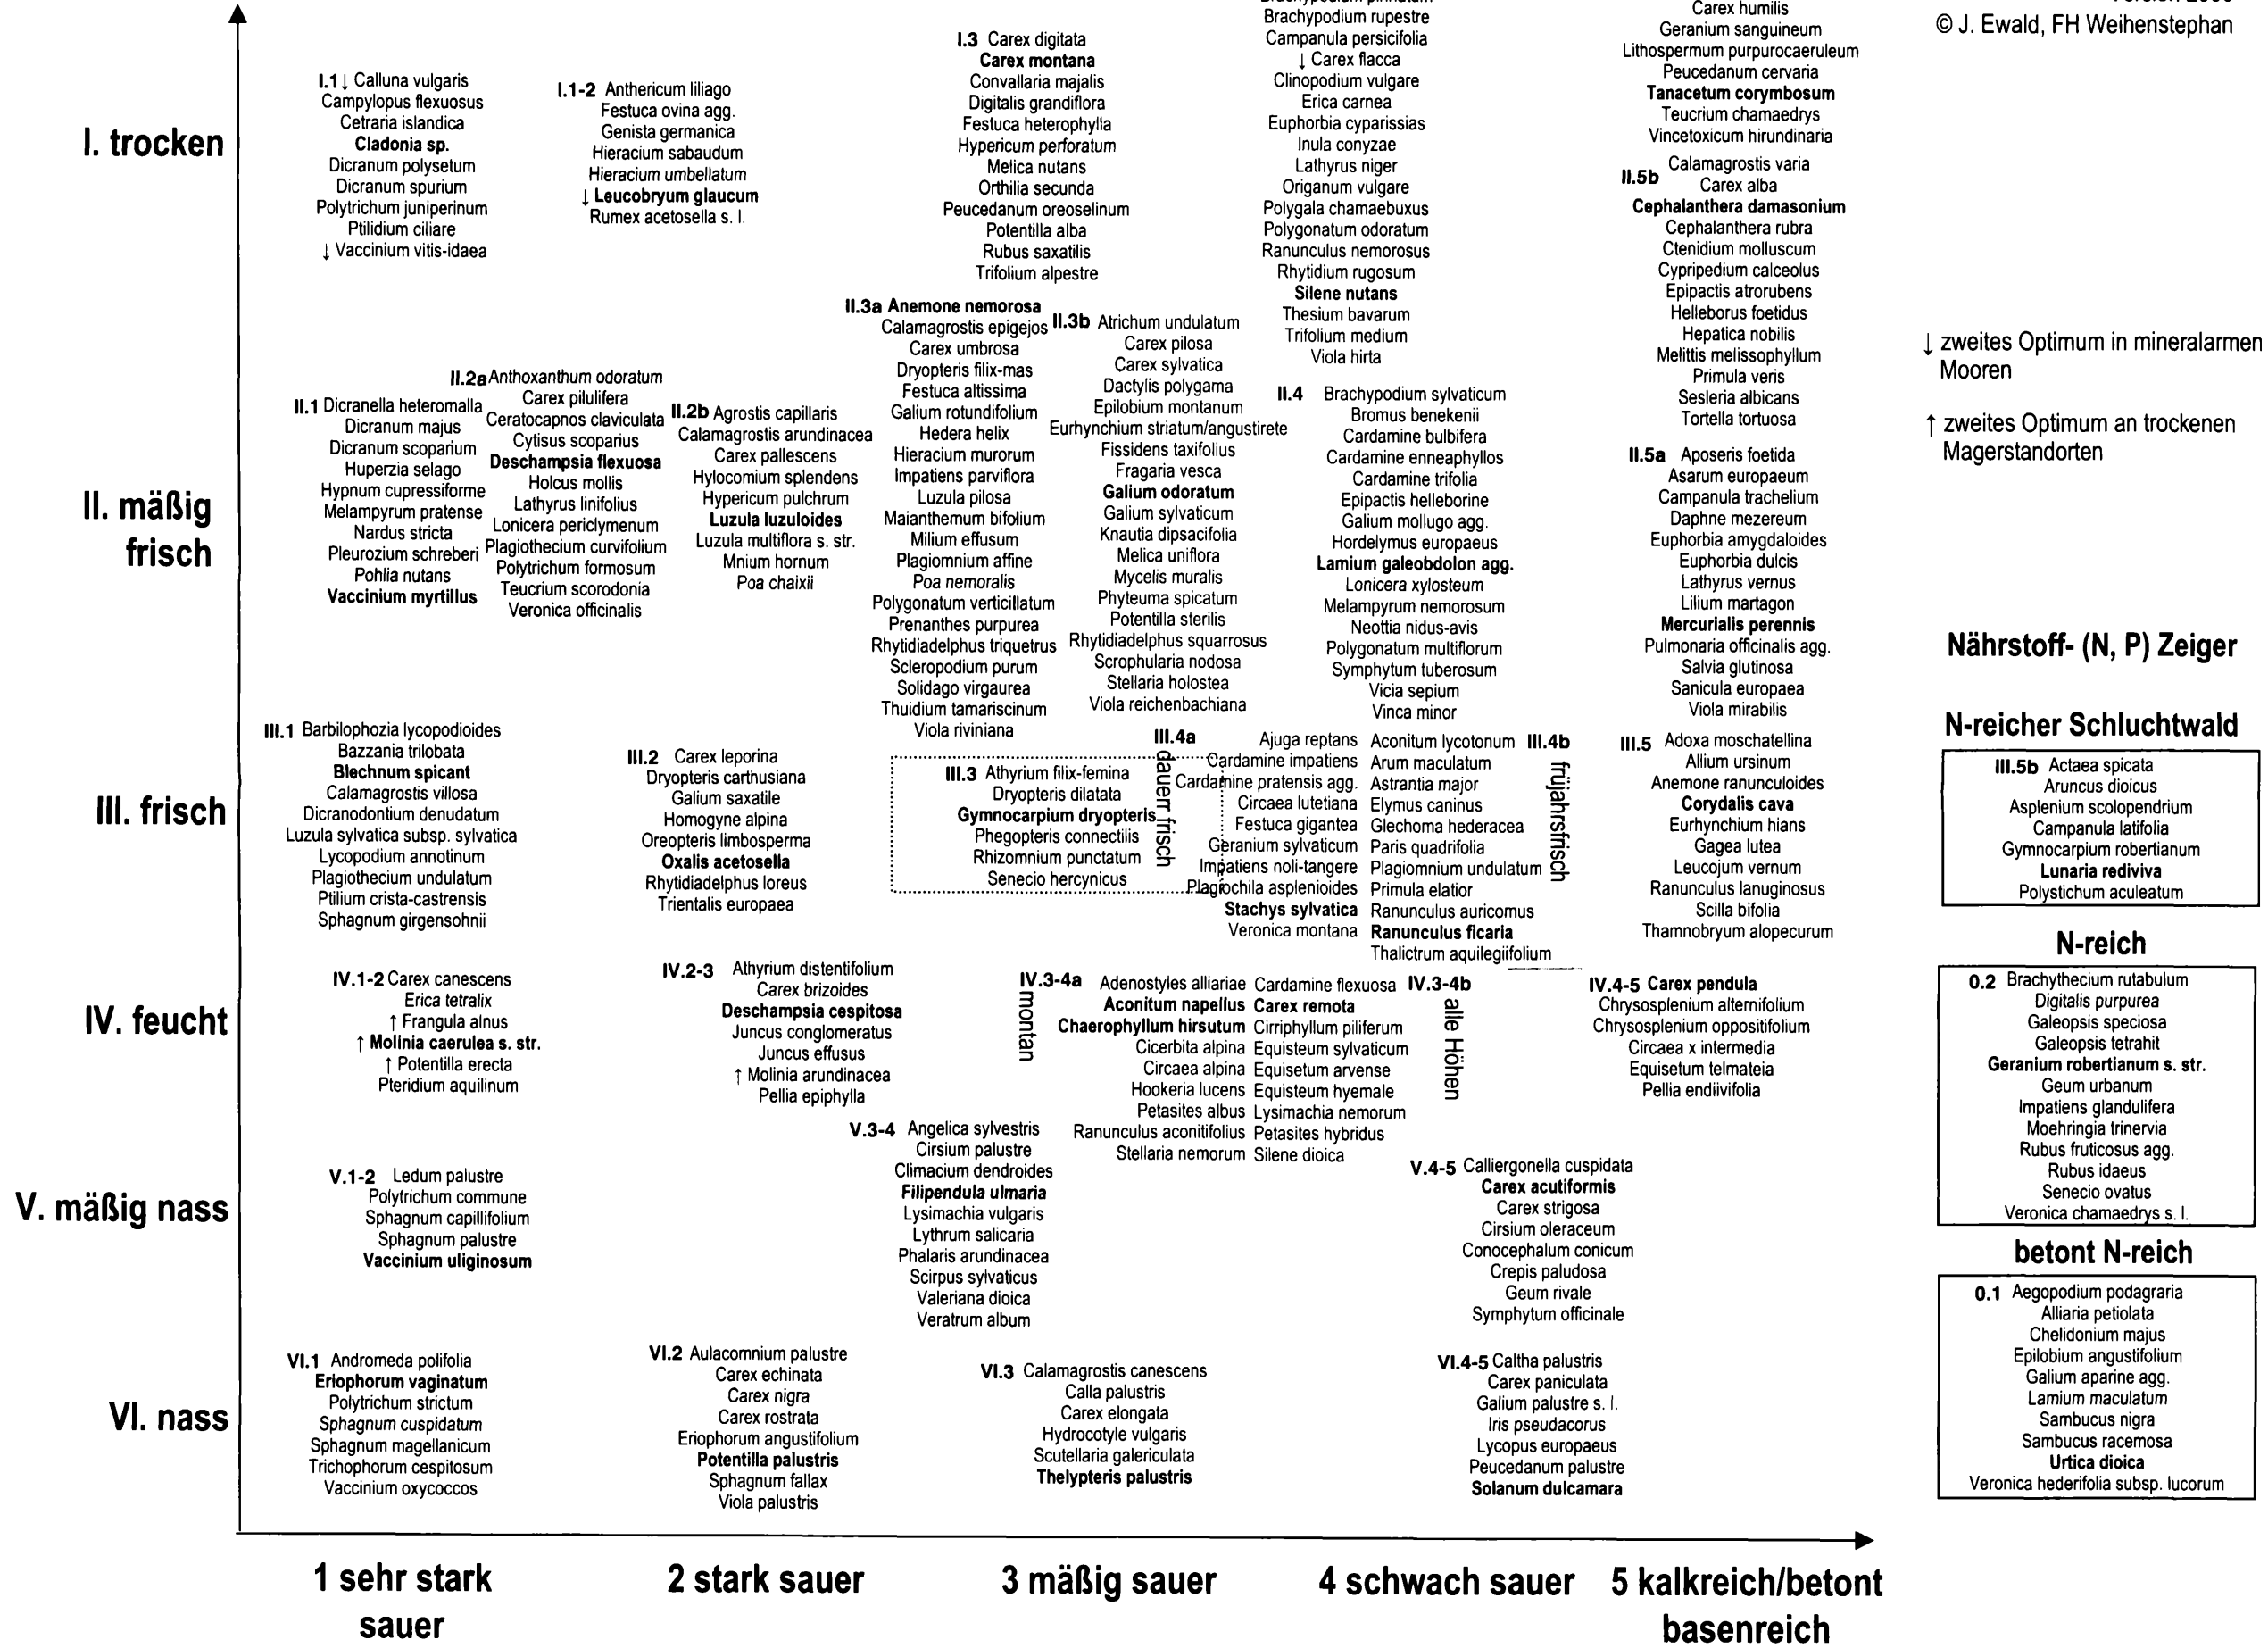 © J. Ewald, FH Weihenstephan
I. trocken
I.1 ↓ Calluna vulgaris
Campylopus flexuosus
Cetraria islandica
Cladonia sp.
Dicranum polysetum
Dicranum spurium
Polytrichum juniperinum
Ptilidium ciliare
↓ Vaccinium vitis-idaea
I.1-2 Anthericum liliago
Festuca ovina agg.
Genista germanica
Hieracium sabaudum
Hieracium umbellatum
↓ Leucobryum glaucum
Rumex acetosella s. l.
I.3 Carex digitata
Carex montana
Convallaria majalis
Digitalis grandiflora
Festuca heterophylla
Hypericum perforatum
Melica nutans
Orthilia secunda
Peucedanum oreoselinum
Potentilla alba
Rubus saxatilis
Trifolium alpestre
Brachypodium rupestre
Campanula persicifolia
↓ Carex flacca
Clinopodium vulgare
Erica carnea
Euphorbia cyparissias
Inula conyzae
Lathyrus niger
Origanum vulgare
Polygala chamaebuxus
Polygonatum odoratum
Ranunculus nemorosus
Rhytidium rugosum
Silene nutans
Thesium bavarum
Trifolium medium
Viola hirta
Carex humilis
Geranium sanguineum
Lithospermum purpurocaeruleum
Peucedanum cervaria
Tanacetum corymbosum
Teucrium chamaedrys
Vincetoxicum hirundinaria
II.5b Calamagrostis varia
Carex alba
Cephalanthera damasonium
Cephalanthera rubra
Ctenidium molluscum
Cypripedium calceolus
Epipactis atrorubens
Helleborus foetidus
Hepatica nobilis
Melittis melissophyllum
Primula veris
Sesleria albicans
Tortella tortuosa
II. mäßig
frisch
II.1 Dicranella heteromalla
Dicranum majus
Dicranum scoparium
Huperzia selago
Hypnum cupressiforme
Melampyrum pratense
Nardus stricta
Pleurozium schreberi
Pohlia nutans
Vaccinium myrtillus
II.2a Anthoxanthum odoratum
Carex pilulifera
Ceratocapnos claviculata
Cytisus scoparius
Deschampsia flexuosa
Holcus mollis
Lathyrus linifolius
Lonicera periclymenum
Plagiothecium curvifolium
Polytrichum formosum
Teucrium scorodonia
Veronica officinalis
II.2b Agrostis capillaris
Calamagrostis arundinacea
Carex pallescens
Hylocomium splendens
Hypericum pulchrum
Luzula luzuloides
Luzula multiflora s. str.
Mnium hornum
Poa chaixii
II.3a Anemone nemorosa
Calamagrostis epigejos
Carex umbrosa
Dryopteris filix-mas
Festuca altissima
Galium rotundifolium
Hedera helix
Hieracium murorum
Impatiens parviflora
Luzula pilosa
Maianthemum bifolium
Milium effusum
Plagiomnium affine
Poa nemoralis
Polygonatum verticillatum
Prenanthes purpurea
Rhytidiadelphus triquetrus
Scleropodium purum
Solidago virgaurea
Thuidium tamariscinum
Viola riviniana
II.3b Atrichum undulatum
Carex pilosa
Carex sylvatica
Dactylis polygama
Epilobium montanum
Eurhynchium striatum/angustirete
Fissidens taxifolius
Fragaria vesca
Galium odoratum
Galium sylvaticum
Knautia dipsacifolia
Melica uniflora
Mycelis muralis
Phyteuma spicatum
Potentilla sterilis
Rhytidiadelphus squarrosus
Scrophularia nodosa
Stellaria holostea
Viola reichenbachiana
II.4 Brachypodium sylvaticum
Bromus benekenii
Cardamine bulbifera
Cardamine enneaphyllos
Cardamine trifolia
Epipactis helleborine
Galium mollugo agg.
Hordelymus europaeus
Lamium galeobdolon agg.
Lonicera xylosteum
Melampyrum nemorosum
Neottia nidus-avis
Polygonatum multiflorum
Symphytum tuberosum
Vicia sepium
Vinca minor
II.5a Aposeris foetida
Asarum europaeum
Campanula trachelium
Daphne mezereum
Euphorbia amygdaloides
Euphorbia dulcis
Lathyrus vernus
Lilium martagon
Mercurialis perennis
Pulmonaria officinalis agg.
Salvia glutinosa
Sanicula europaea
Viola mirabilis
III. frisch
III.1 Barbilophozia lycopodioides
Bazzania trilobata
Blechnum spicant
Calamagrostis villosa
Dicranodontium denudatum
Luzula sylvatica subsp. sylvatica
Lycopodium annotinum
Plagiothecium undulatum
Ptilium crista-castrensis
Sphagnum girgensohnii
III.2 Carex leporina
Dryopteris carthusiana
Galium saxatile
Homogyne alpina
Oreopteris limbosperma
Oxalis acetosella
Rhytidiadelphus loreus
Trientalis europaea
III.3 Athyrium filix-femina
Dryopteris dilatata
Gymnocarpium dryopteris
Phegopteris connectilis
Rhizomnium punctatum
Senecio hercynicus
III.4a
dauerr frisch
Ajuga reptans
Cardamine impatiens
Cardamine pratensis agg.
Circaea lutetiana
Festuca gigantea
Geranium sylvaticum
Impatiens noli-tangere
Plagiochila asplenioides
Stachys sylvatica
Veronica montana
Aconitum lycotonum III.4b
Arum maculatum
Astrantia major
Elymus caninus
Glechoma hederacea
Paris quadrifolia
Plagiomnium undulatum
Primula elatior
Ranunculus auricomus
Ranunculus ficaria
Thalictrum aquilegiifolium
früjahrsfrisch
III.5 Adoxa moschatellina
Allium ursinum
Anemone ranunculoides
Corydalis cava
Eurhynchium hians
Gagea lutea
Leucojum vernum
Ranunculus lanuginosus
Scilla bifolia
Thamnobryum alopecurum
IV. feucht
IV.1-2 Carex canescens
Erica tetralix
↑ Frangula alnus
↑ Molinia caerulea s. str.
↑ Potentilla erecta
Pteridium aquilinum
IV.2-3 Athyrium distentifolium
Carex brizoides
Deschampsia cespitosa
Juncus conglomeratus
Juncus effusus
↑ Molinia arundinacea
Pellia epiphylla
IV.3-4a
montan
Adenostyles alliariae
Aconitum napellus
Chaerophyllum hirsutum
Cicerbita alpina
Circaea alpina
Hookeria lucens
Petasites albus
Ranunculus aconitifolius
Stellaria nemorum
Cardamine flexuosa IV.3-4b
Carex remota
Cirriphyllum piliferum
Equisteum sylvaticum
Equisetum arvense
Equisteum hyemale
Lysimachia nemorum
Petasites hybridus
Silene dioica
alle Höhen
IV.4-5 Carex pendula
Chrysosplenium alternifolium
Chrysosplenium oppositifolium
Circaea x intermedia
Equisetum telmateia
Pellia endiivifolia
V. mäßig nass
V.1-2 Ledum palustre
Polytrichum commune
Sphagnum capillifolium
Sphagnum palustre
Vaccinium uliginosum
V.3-4 Angelica sylvestris
Cirsium palustre
Climacium dendroides
Filipendula ulmaria
Lysimachia vulgaris
Lythrum salicaria
Phalaris arundinacea
Scirpus sylvaticus
Valeriana dioica
Veratrum album
V.4-5 Calliergonella cuspidata
Carex acutiformis
Carex strigosa
Cirsium oleraceum
Conocephalum conicum
Crepis paludosa
Geum rivale
Symphytum officinale
VI. nass
VI.1 Andromeda polifolia
Eriophorum vaginatum
Polytrichum strictum
Sphagnum cuspidatum
Sphagnum magellanicum
Trichophorum cespitosum
Vaccinium oxycoccos
VI.2 Aulacomnium palustre
Carex echinata
Carex nigra
Carex rostrata
Eriophorum angustifolium
Potentilla palustris
Sphagnum fallax
Viola palustris
VI.3 Calamagrostis canescens
Calla palustris
Carex elongata
Hydrocotyle vulgaris
Scutellaria galericulata
Thelypteris palustris
VI.4-5 Caltha palustris
Carex paniculata
Galium palustre s. l.
Iris pseudacorus
Lycopus europaeus
Peucedanum palustre
Solanum dulcamara
1 sehr stark
sauer
2 stark sauer
3 mäßig sauer
4 schwach sauer
5 kalkreich/betont
basenreich
↓ zweites Optimum in mineralarmen
Mooren
↑ zweites Optimum an trockenen
Magerstandorten
Nährstoff- (N, P) Zeiger
N-reicher Schluchtwald
III.5b Actaea spicata
Aruncus dioicus
Asplenium scolopendrium
Campanula latifolia
Gymnocarpium robertianum
Lunaria rediviva
Polystichum aculeatum
N-reich
0.2 Brachythecium rutabulum
Digitalis purpurea
Galeopsis speciosa
Galeopsis tetrahit
Geranium robertianum s. str.
Geum urbanum
Impatiens glandulifera
Moehringia trinervia
Rubus fruticosus agg.
Rubus idaeus
Senecio ovatus
Veronica chamaedrys s. l.
betont N-reich
0.1 Aegopodium podagraria
Alliaria petiolata
Chelidonium majus
Epilobium angustifolium
Galium aparine agg.
Lamium maculatum
Sambucus nigra
Sambucus racemosa
Urtica dioica
Veronica hederifolia subsp. lucorum